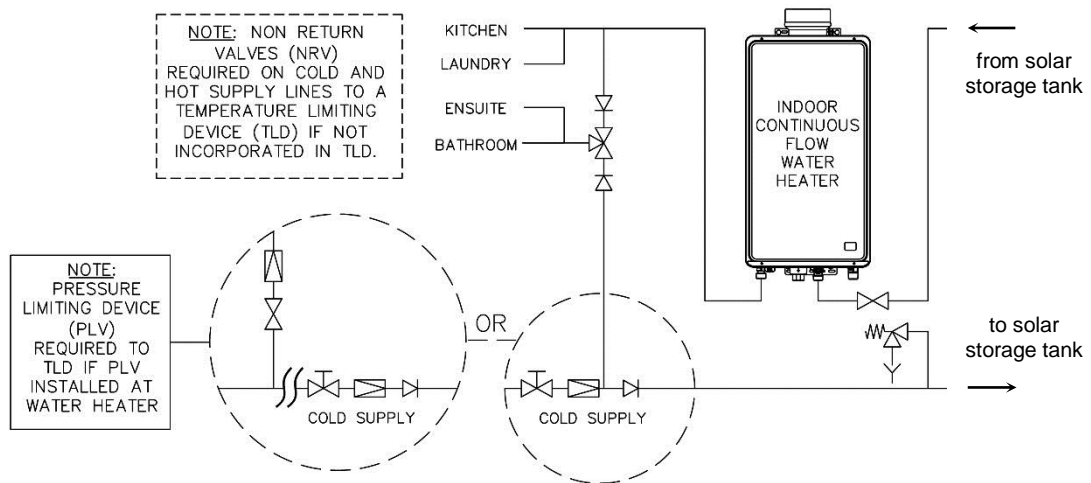 NOTE: NON RETURN
VALVES (NRV)
REQUIRED ON COLD AND
HOT SUPPLY LINES TO A
TEMPERATURE LIMITING
DEVICE (TLD) IF NOT
INCORPORATED IN TLD.
KITCHEN
LAUNDRY
ENSUITE
BATHROOM
INDOOR
CONTINUOUS
FLOW
WATER
HEATER
from solar
storage tank
NOTE:
PRESSURE
LIMITING DEVICE
(PLV)
REQUIRED TO
TLD IF PLV
INSTALLED AT
WATER HEATER
OR
COLD SUPPLY
COLD SUPPLY
to solar
storage tank